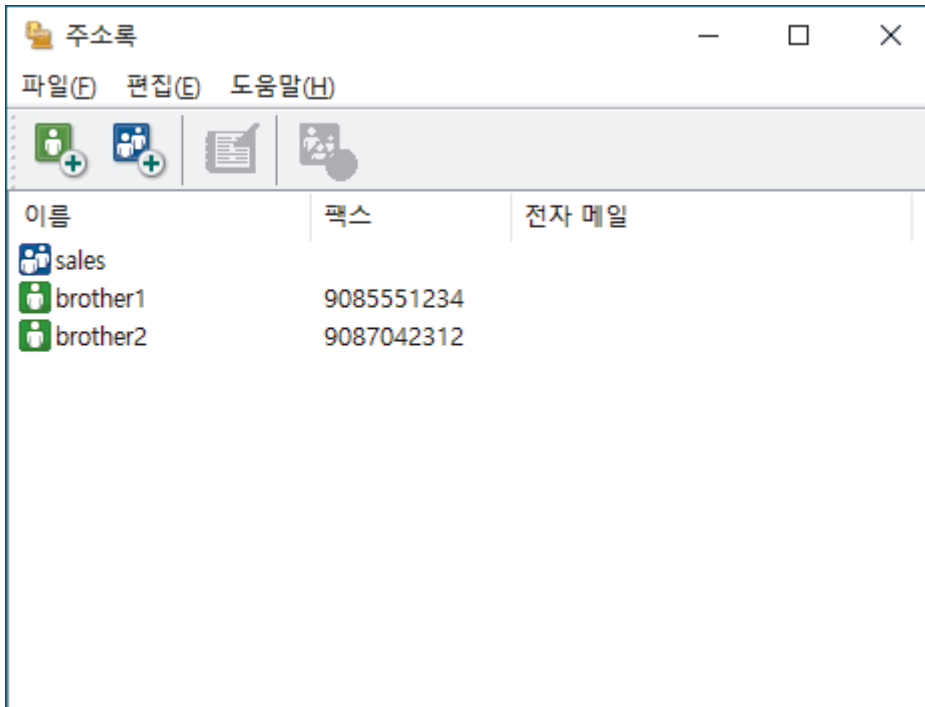 주소록
파일(F) 편집(E) 도움말(H)
이름 팩스 전자 메일
sales
brother1 9085551234
brother2 9087042312